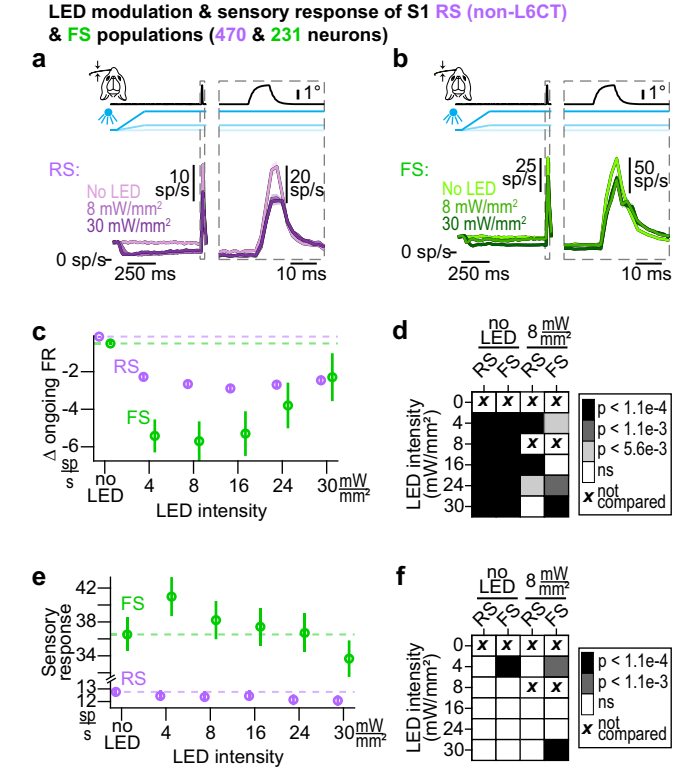 LED modulation & sensory response of S1 RS (non-L6CT)
& FS populations (470 & 231 neurons)
a
1°
RS:
10
sp/s
20
sp/s
No LED
8 mW/mm²
30 mW/mm²
0 sp/s
250 ms
10 ms
b
1°
FS:
25
sp/s
50
sp/s
No LED
8 mW/mm²
30 mW/mm²
250 ms
10 ms
c
Δ ongoing FR
-2
-4
-6
sp
s
RS
FS
no
LED
4
8
16
24
30
mW
mm²
LED intensity
d
no
LED
8 mW
mm²
RS
FS
RS
FS
LED intensity
(mW/mm²)
0
x x x x
4
8
x x
16
24
30
p < 1.1e-4
p < 1.1e-3
p < 5.6e-3
ns
x not
compared
e
Sensory
response
42
38
34
13
12
sp
s
FS
RS
no
LED
4
8
16
24
30
mW
mm²
LED intensity
f
no
LED
8 mW
mm²
RS
FS
RS
FS
LED intensity
(mW/mm²)
0
x x x x
4
8
x x
16
24
30
p < 1.1e-4
p < 1.1e-3
ns
x not
compared